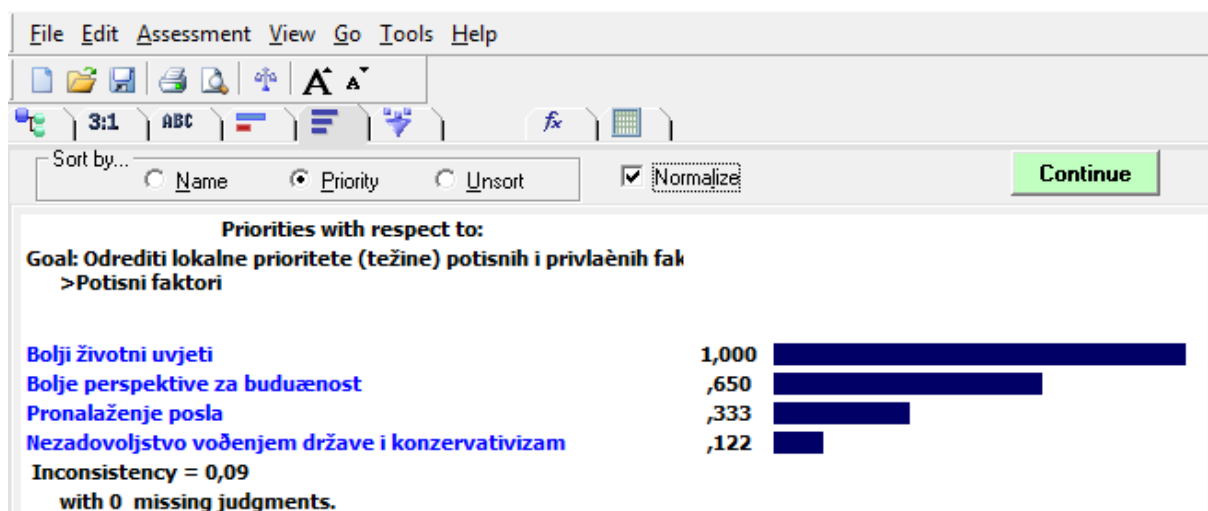 File Edit Assessment View Go Tools Help
A A
3:1 ABC fx
Sort by... Name Priority Unsort Normalize Continue
Priorities with respect to:
Goal: Odrediti lokalne prioritete (težine) potisnih i privlaènih fak
>Potisni faktori
Bolji životni uvjeti 1,000
Bolje perspektive za buduænost ,650
Pronalaženje posla ,333
Nezadovoljstvo voðenjem države i konzervativizam ,122
Inconsistency = 0,09
with 0 missing judgments.